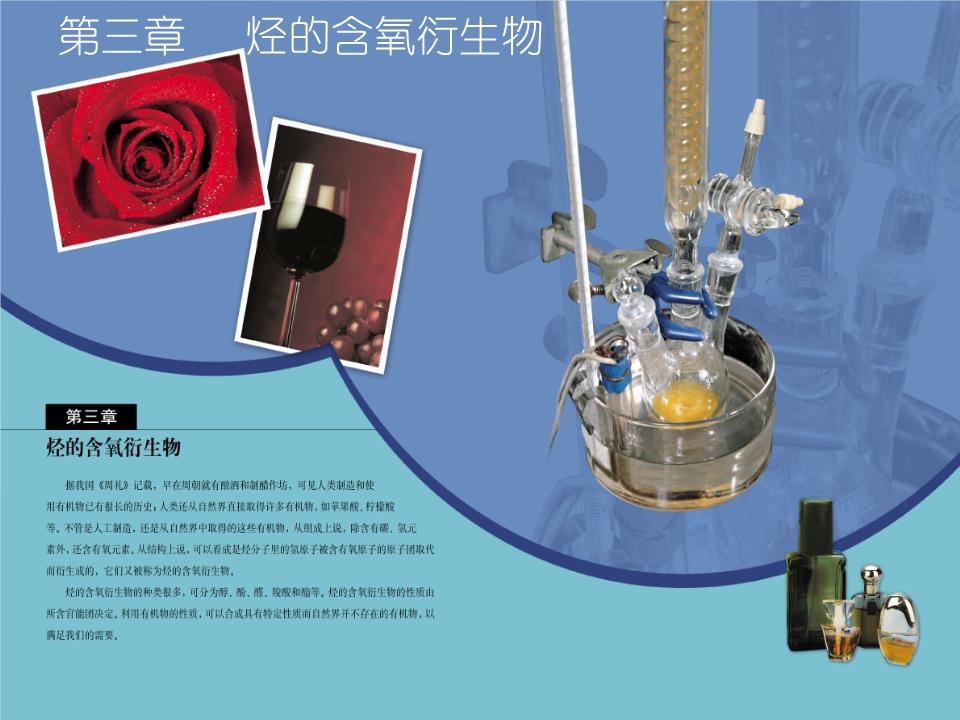 第三章 烃的含氧衍生物
第三章
烃的含氧衍生物
据我国《周礼》记载，早在周朝就有酿酒和制醋作坊，可见人类制造和使
用有机物已有很长的历史，人类还从自然界直接取得许多有机物，如苹果酸、柠檬酸
等。不管是人工制造，还是从自然界中取得的这些有机物，从组成上说，除含有碳、氢元
素外，还含有氧元素。从结构上说，可以看成是烃分子里的氢原子被含有氧原子的原子团取代
而衍生成的，它们又被称为烃的含氧衍生物。
烃的含氧衍生物的种类很多，可分为醇、酚、醛、羧酸和酯等。烃的含氧衍生物的性质由
所含官能团决定。利用有机物的性质，可以合成具有特定性质而自然界并不存在的有机物，以
满足我们的需要。